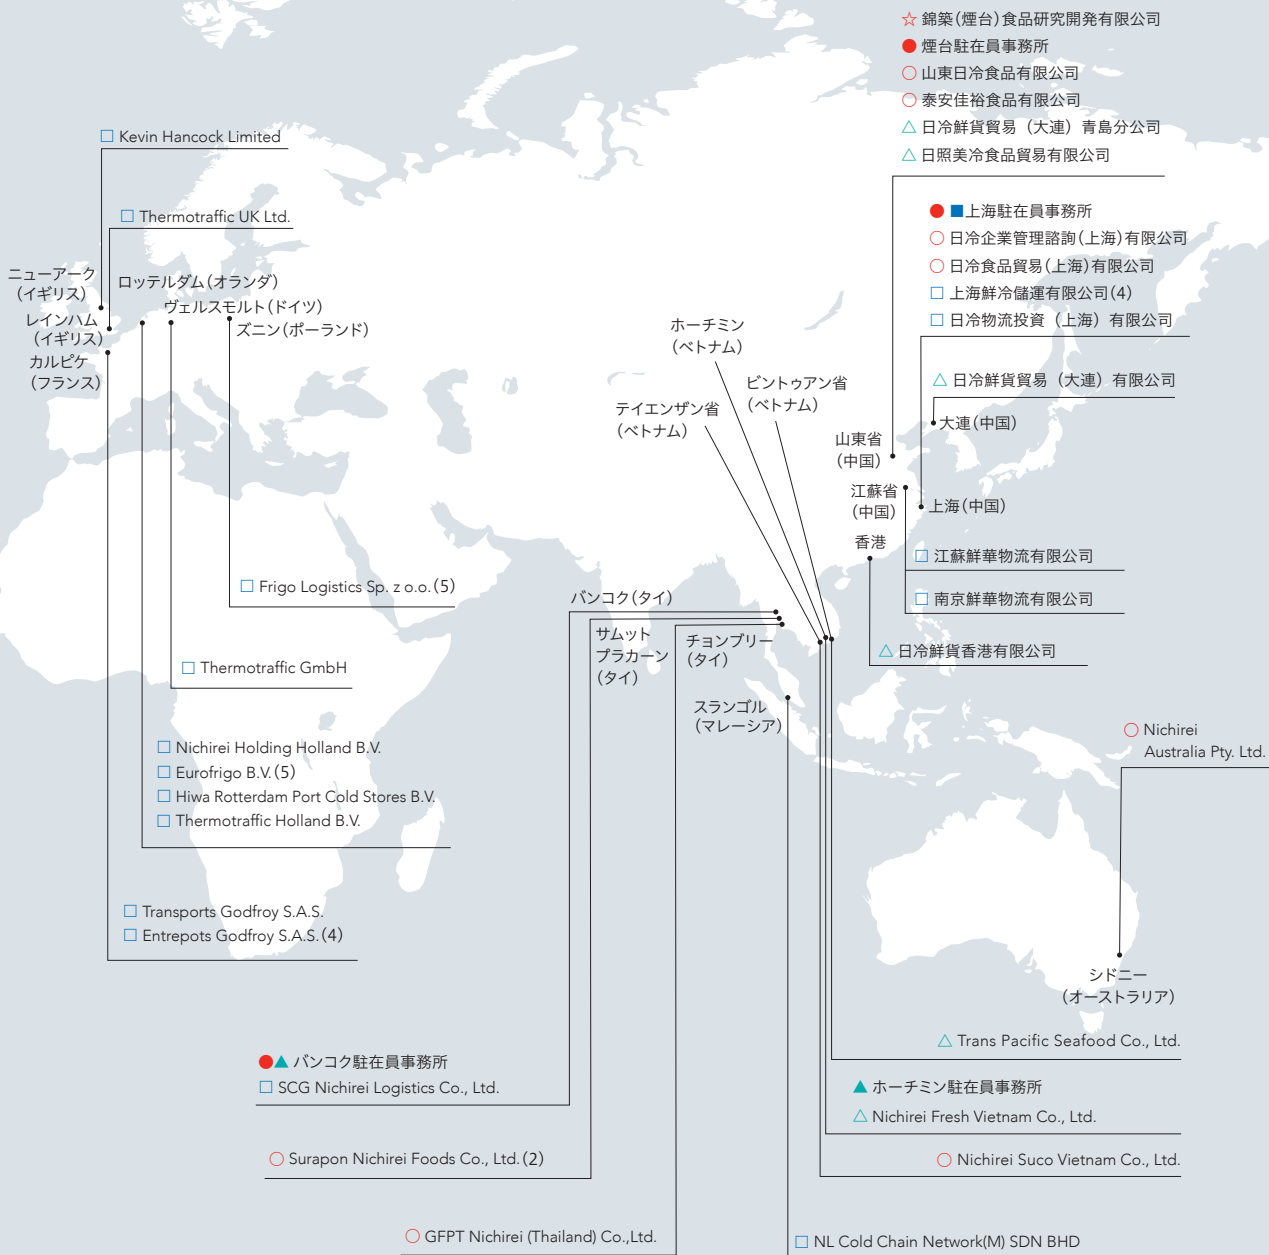 ☆ 錦築(煙台)食品研究開発有限公司
● 煙台駐在員事務所
○ 山東日冷食品有限公司
○ 泰安佳裕食品有限公司
△ 日冷鮮貨貿易（大連）青島分公司
△ 日照美冷食品貿易有限公司
□ Kevin Hancock Limited
□ Thermotraffic UK Ltd.
ニューアーク
（イギリス）
レインハム
（イギリス）
カルピケ
（フランス）
ロッテルダム（オランダ）
ヴェルスモルト（ドイツ）
ズニン（ポーランド）
● ■上海駐在員事務所
○ 日冷企業管理諮詢(上海)有限公司
○ 日冷食品貿易(上海)有限公司
□ 上海鮮冷儲運有限公司(4)
□ 日冷物流投資（上海）有限公司
ホーチミン
（ベトナム）
ビントゥアン省
（ベトナム）
テイエンザン省
（ベトナム）
△ 日冷鮮貨貿易（大連）有限公司
大連（中国）
山東省
（中国）
江蘇省
（中国）
上海（中国）
香港
□ 江蘇鮮華物流有限公司
□ 南京鮮華物流有限公司
△ 日冷鮮貨香港有限公司
□ Frigo Logistics Sp. z o.o.(5)
バンコク（タイ）
サムット
プラカーン
（タイ）
チョンブリー
（タイ）
スランゴル
（マレーシア）
□ Thermotraffic GmbH
□ Nichirei Holding Holland B.V.
□ Eurofrigo B.V.(5)
□ Hiwa Rotterdam Port Cold Stores B.V.
□ Thermotraffic Holland B.V.
○ Nichirei
Australia Pty. Ltd.
□ Transports Godfroy S.A.S.
□ Entrepots Godfroy S.A.S.(4)
シドニー
（オーストラリア）
●▲ バンコク駐在員事務所
□ SCG Nichirei Logistics Co., Ltd.
○ Surapon Nichirei Foods Co., Ltd.(2)
○ GFPT Nichirei (Thailand) Co.,Ltd.
△ Trans Pacific Seafood Co., Ltd.
▲ ホーチミン駐在員事務所
△ Nichirei Fresh Vietnam Co., Ltd.
○ Nichirei Suco Vietnam Co., Ltd.
□ NL Cold Chain Network(M) SDN BHD